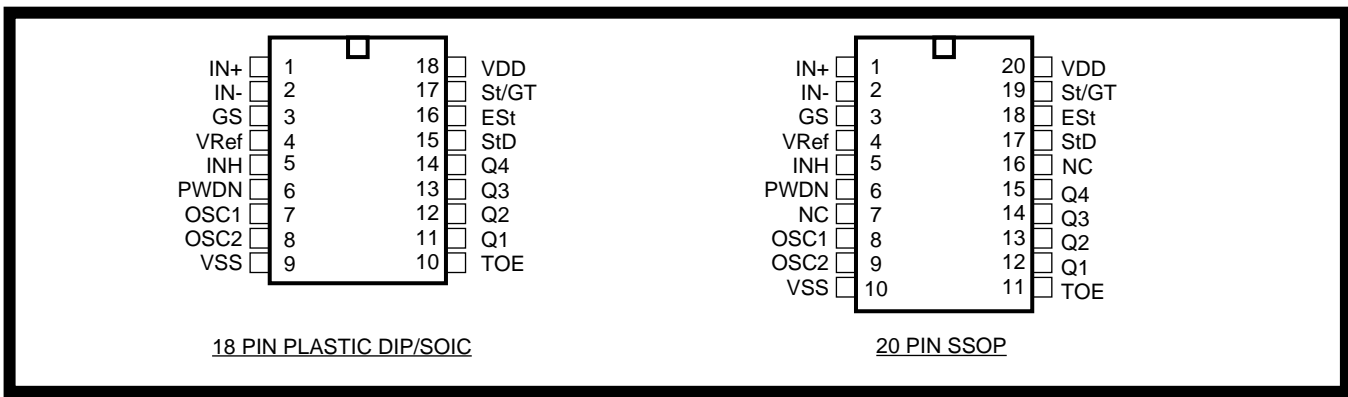 IN+ 1 18 VDD
IN- 2 17 St/GT
GS 3 16 ESt
VRef 4 15 StD
INH 5 14 Q4
PWDN 6 13 Q3
OSC1 7 12 Q2
OSC2 8 11 Q1
VSS 9 10 TOE
18 PIN PLASTIC DIP/SOIC
IN+ 1 20 VDD
IN- 2 19 St/GT
GS 3 18 ESt
VRef 4 17 StD
INH 5 16 NC
PWDN 6 15 Q4
NC 7 14 Q3
OSC1 8 13 Q2
OSC2 9 12 Q1
VSS 10 11 TOE
20 PIN SSOP